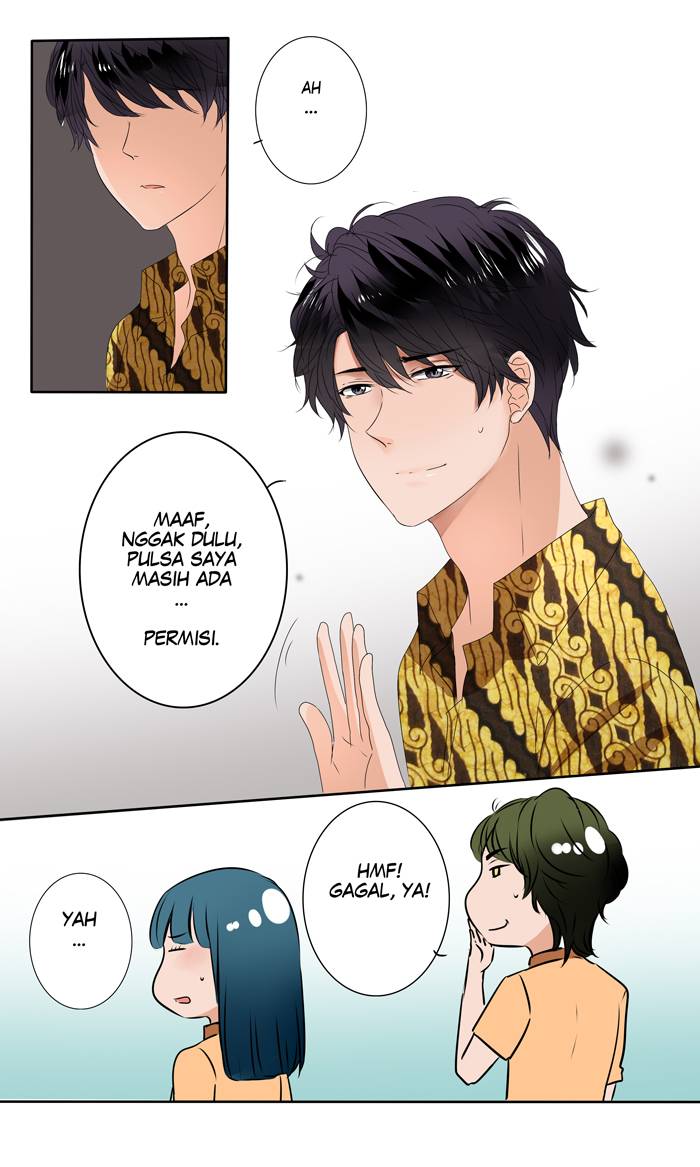 AH
...
MAAF,
NGGAK DULU,
PULSA SAYA
MASIH ADA
...
PERMISI.
YAH
...
HMF!
GAGAL, YA!